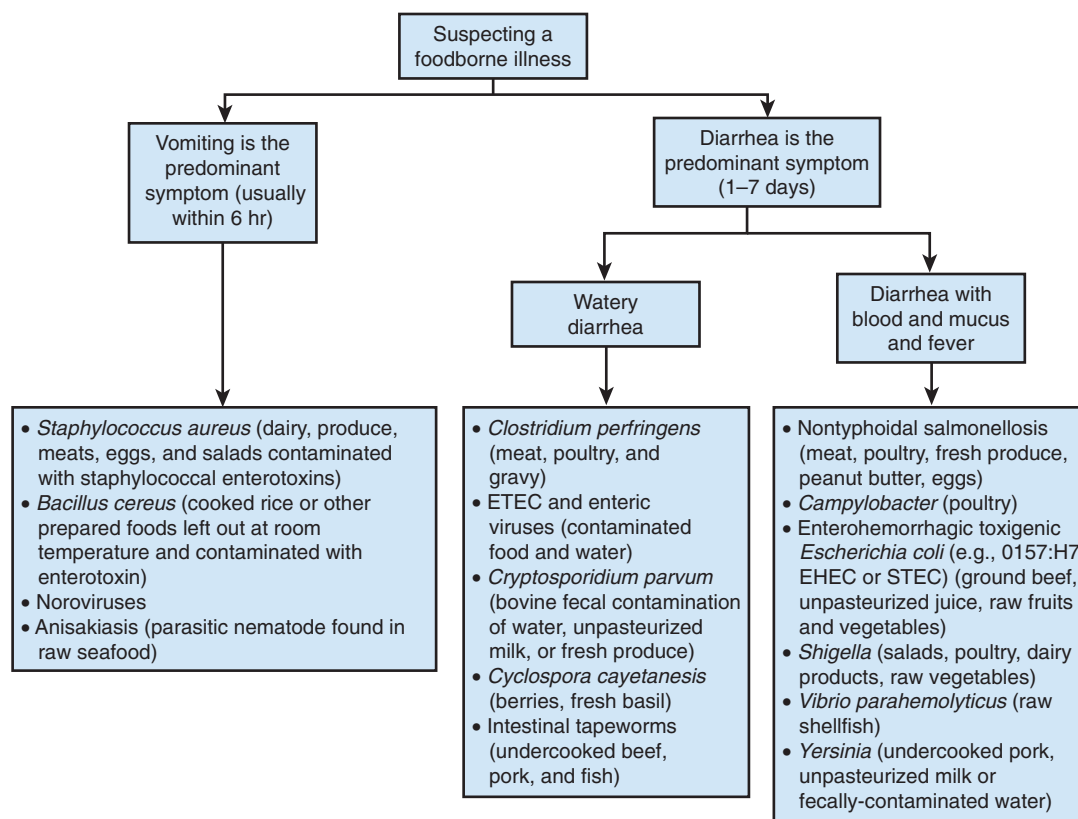 Suspecting a
foodborne illness
Vomiting is the
predominant
symptom (usually
within 6 hr)
Diarrhea is the
predominant symptom
(1–7 days)
Watery
diarrhea
Diarrhea with
blood and mucus
and fever
• Staphylococcus aureus (dairy, produce,
meats, eggs, and salads contaminated
with staphylococcal enterotoxins)
• Bacillus cereus (cooked rice or other
prepared foods left out at room
temperature and contaminated with
enterotoxin)
• Noroviruses
• Anisakiasis (parasitic nematode found in
raw seafood)
• Clostridium perfringens
(meat, poultry, and
gravy)
• ETEC and enteric
viruses (contaminated
food and water)
• Cryptosporidium parvum
(bovine fecal contamination
of water, unpasteurized
milk, or fresh produce)
• Cyclospora cayetanesis
(berries, fresh basil)
• Intestinal tapeworms
(undercooked beef,
pork, and fish)
• Nontyphoidal salmonellosis
(meat, poultry, fresh produce,
peanut butter, eggs)
• Campylobacter (poultry)
• Enterohemorrhagic toxigenic
Escherichia coli (e.g., 0157:H7
EHEC or STEC) (ground beef,
unpasteurized juice, raw fruits
and vegetables)
• Shigella (salads, poultry, dairy
products, raw vegetables)
• Vibrio parahemolyticus (raw
shellfish)
• Yersinia (undercooked pork,
unpasteurized milk or
fecally-contaminated water)